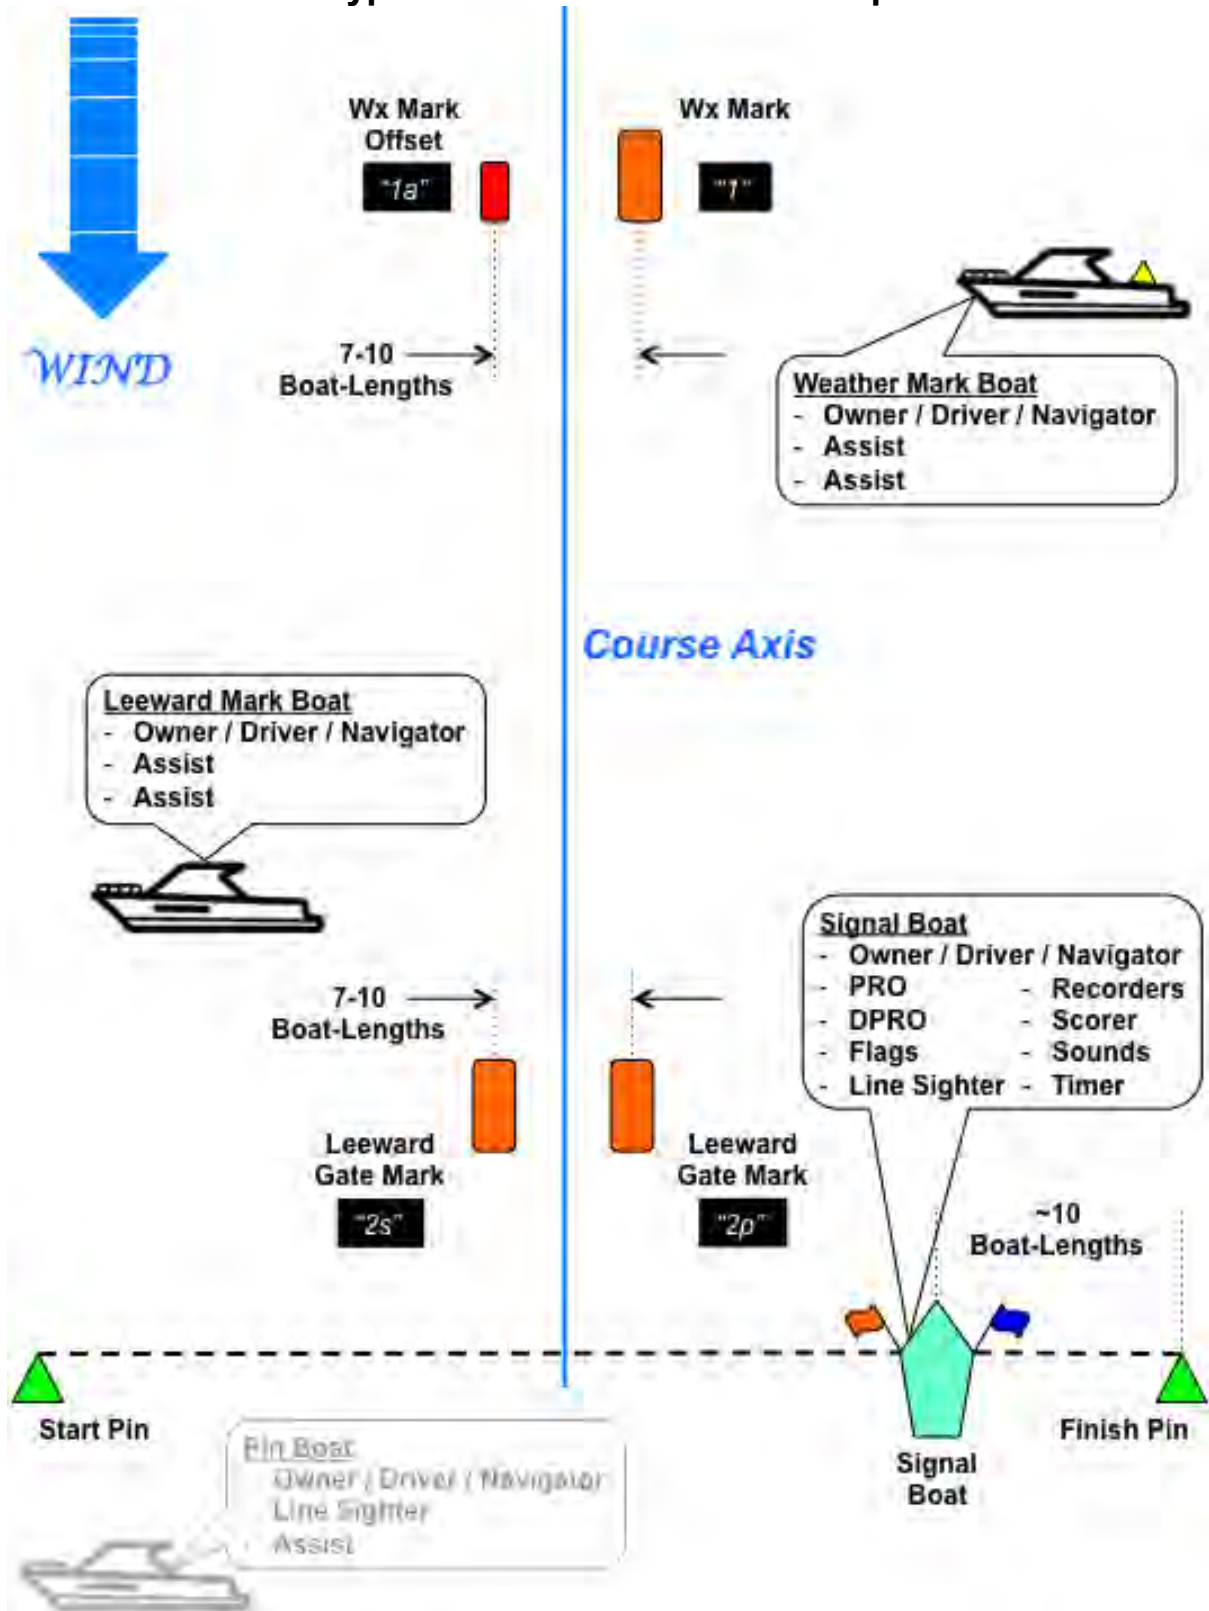 Wx Mark
Offset
"1a"
Wx Mark
""1"
WIND
7-10
Boat-Lengths
Weather Mark Boat
- Owner / Driver / Navigator
- Assist
- Assist
Course Axis
Leeward Mark Boat
- Owner / Driver / Navigator
- Assist
- Assist
7-10
Boat-Lengths
Signal Boat
- Owner / Driver / Navigator
- PRO - Recorders
- DPRO - Scorer
- Flags - Sounds
- Line Sighter - Timer
Leeward
Gate Mark
"2s"
Leeward
Gate Mark
"2p"
~10
Boat-Lengths
Start Pin
Finish Pin
Signal
Boat
Pin Boat
Owner / Driver / Navigator
Line Sighter
Assist